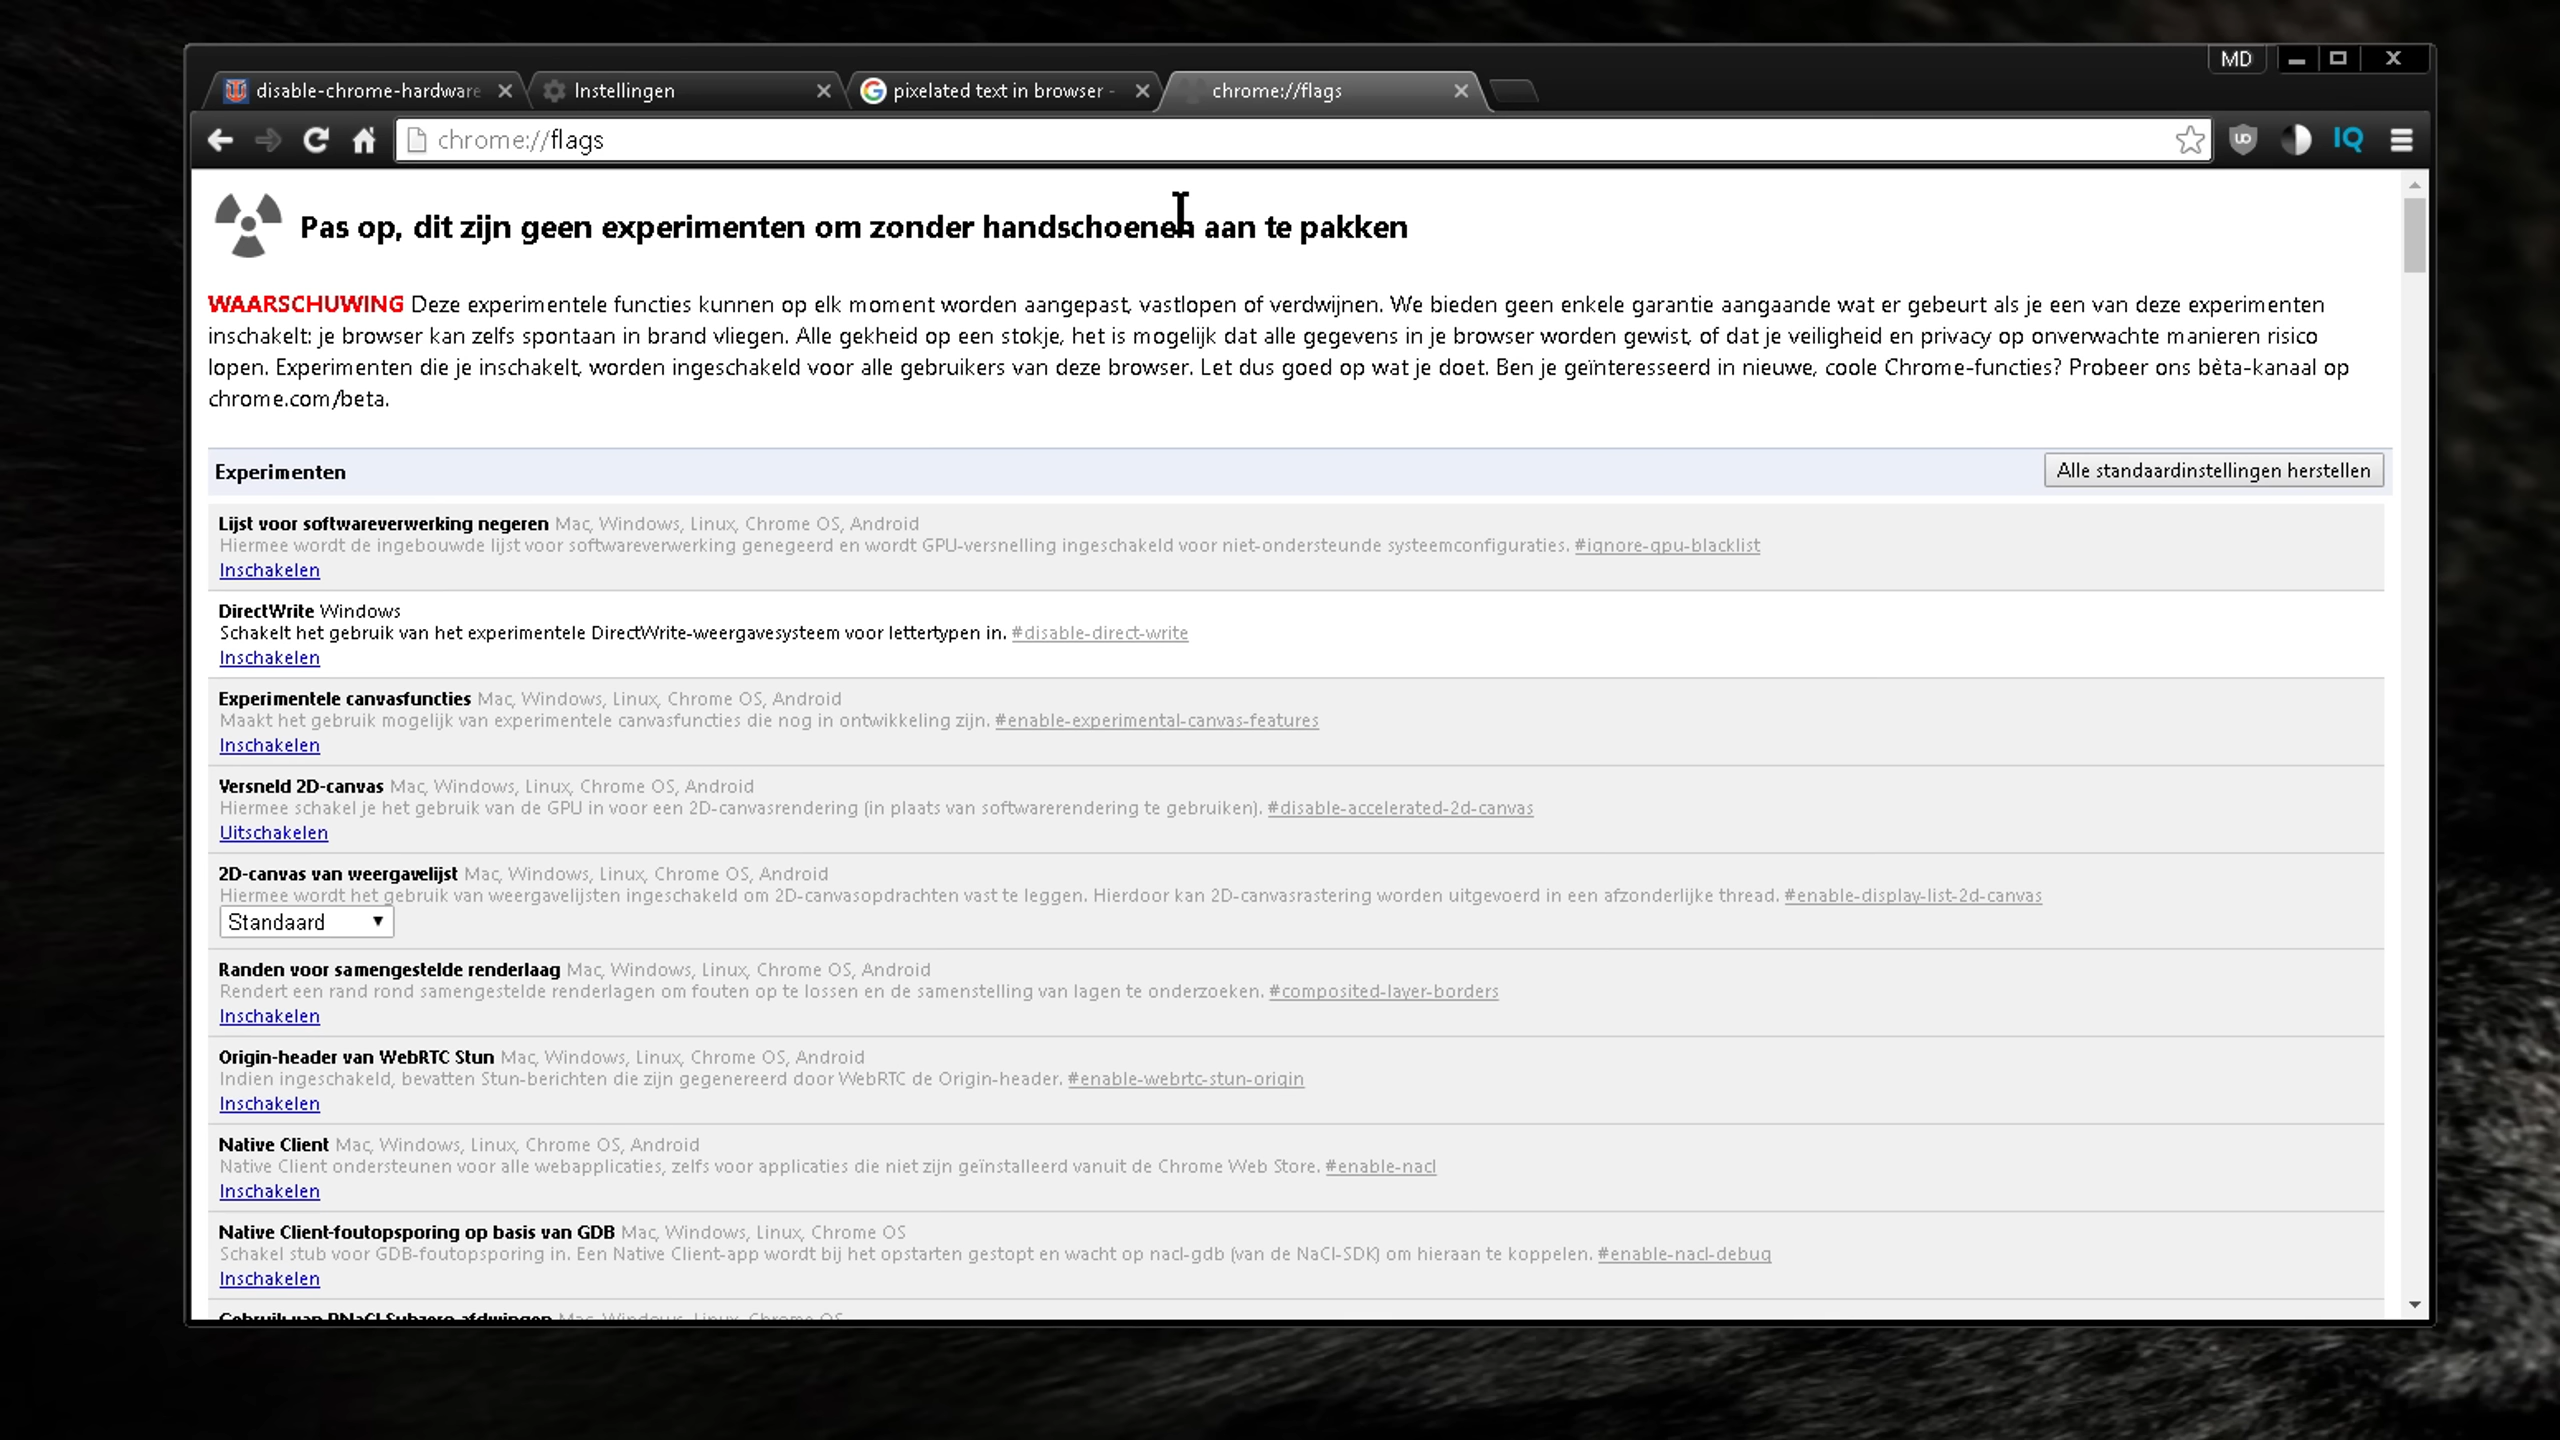 MD
disable-chrome-hardware
Instellingen
pixelated text in browser -
chrome://flags
chrome://flags
IQ
Pas op, dit zijn geen experimenten om zonder handschoenen aan te pakken
WAARSCHUWING Deze experimentele functies kunnen op elk moment worden aangepast, vastlopen of verdwijnen. We bieden geen enkele garantie aangaande wat er gebeurt als je een van deze experimenten
inschakelt: je browser kan zelfs spontaan in brand vliegen. Alle gekheid op een stokje, het is mogelijk dat alle gegevens in je browser worden gewist, of dat je veiligheid en privacy op onverwachte manieren risico
lopen. Experimenten die je inschakelt, worden ingeschakeld voor alle gebruikers van deze browser. Let dus goed op wat je doet. Ben je geïnteresseerd in nieuwe, coole Chrome-functies? Probeer ons bèta-kanaal op
chrome.com/beta.
Experimenten
Alle standaardinstellingen herstellen
Lijst voor softwareverwerking negeren Mac, Windows, Linux, Chrome OS, Android
Hiermee wordt de ingebouwde lijst voor softwareverwerking genegeerd en wordt GPU-versnelling ingeschakeld voor niet-ondersteunde systeemconfiguraties. #ignore-gpu-blacklist
Inschakelen
DirectWrite Windows
Schakelt het gebruik van het experimentele DirectWrite-weergavesysteem voor lettertypen in. #disable-direct-write
Inschakelen
Experimentele canvasfuncties Mac, Windows, Linux, Chrome OS, Android
Maakt het gebruik mogelijk van experimentele canvasfuncties die nog in ontwikkeling zijn. #enable-experimental-canvas-features
Inschakelen
Versneld 2D-canvas Mac, Windows, Linux, Chrome OS, Android
Hiermee schakel je het gebruik van de GPU in voor een 2D-canvasrendering (in plaats van softwarerendering te gebruiken). #disable-accelerated-2d-canvas
Uitschakelen
2D-canvas van weergavelijst Mac, Windows, Linux, Chrome OS, Android
Hiermee wordt het gebruik van weergavelijsten ingeschakeld om 2D-canvasopdrachten vast te leggen. Hierdoor kan 2D-canvasrastering worden uitgevoerd in een afzonderlijke thread. #enable-display-list-2d-canvas
Standaard
Randen voor samengestelde renderlaag Mac, Windows, Linux, Chrome OS, Android
Rendert een rand rond samengestelde renderlagen om fouten op te lossen en de samenstelling van lagen te onderzoeken. #composited-layer-borders
Inschakelen
Origin-header van WebRTC Stun Mac, Windows, Linux, Chrome OS, Android
Indien ingeschakeld, bevatten Stun-berichten die zijn gegenereerd door WebRTC de Origin-header. #enable-webrtc-stun-origin
Inschakelen
Native Client Mac, Windows, Linux, Chrome OS, Android
Native Client ondersteunen voor alle webapplicaties, zelfs voor applicaties die niet zijn geïnstalleerd vanuit de Chrome Web Store. #enable-nacl
Inschakelen
Native Client-foutopsporing op basis van GDB Mac, Windows, Linux, Chrome OS
Schakel stub voor GDB-foutopsporing in. Een Native Client-app wordt bij het opstarten gestopt en wacht op nacl-gdb (van de NaCl-SDK) om hieraan te koppelen. #enable-nacl-debug
Inschakelen
Gebruik van PNaCl Subzero afdwingen Mac, Windows, Linux, Chrome OS